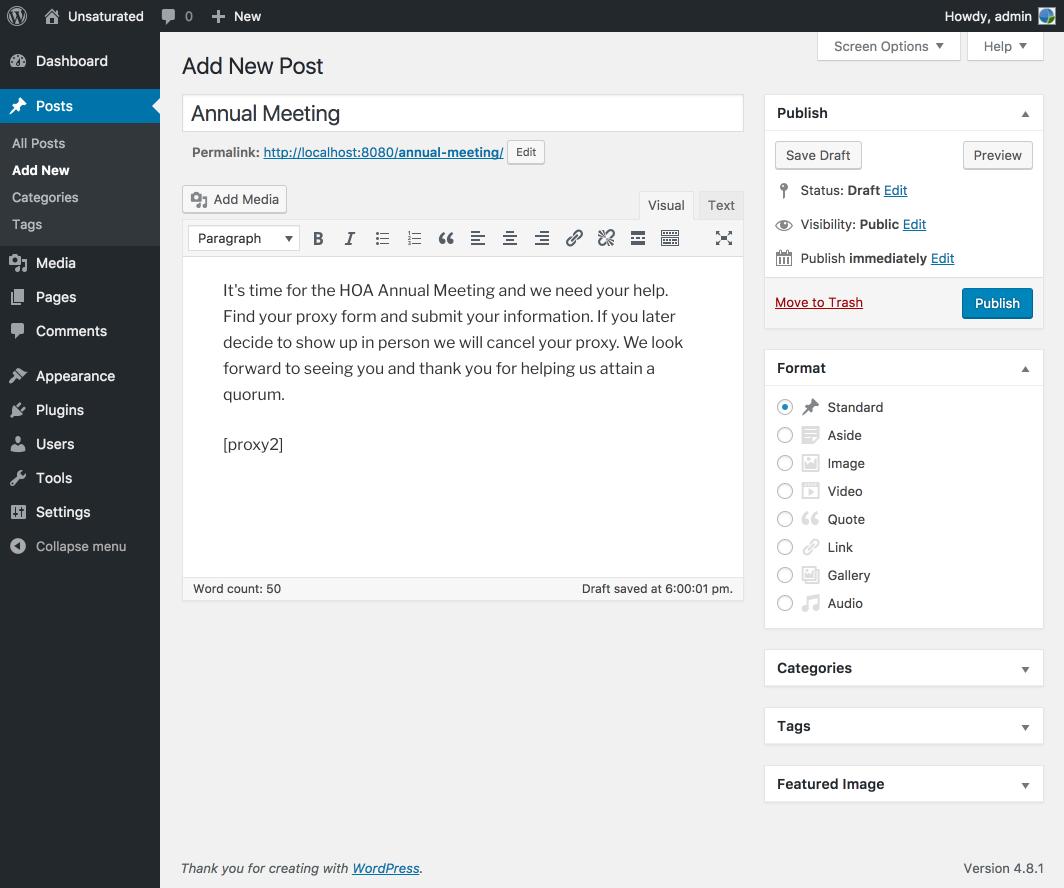 Unsaturated 0 New Howdy, admin
Dashboard
Posts
All Posts
Add New
Categories
Tags
Media
Pages
Comments
Appearance
Plugins
Users
Tools
Settings
Collapse menu
Screen Options Help
Add New Post
Annual Meeting
Permalink: http://localhost:8080/annual-meeting/ Edit
Add Media
Visual Text
Paragraph B I
It's time for the HOA Annual Meeting and we need your help.
Find your proxy form and submit your information. If you later
decide to show up in person we will cancel your proxy. We look
forward to seeing you and thank you for helping us attain a
quorum.
[proxy2]
Word count: 50 Draft saved at 6:00:01 pm.
Publish
Save Draft Preview
Status: Draft Edit
Visibility: Public Edit
Publish immediately Edit
Move to Trash Publish
Format
Standard
Aside
Image
Video
Quote
Link
Gallery
Audio
Categories
Tags
Featured Image
Thank you for creating with WordPress. Version 4.8.1